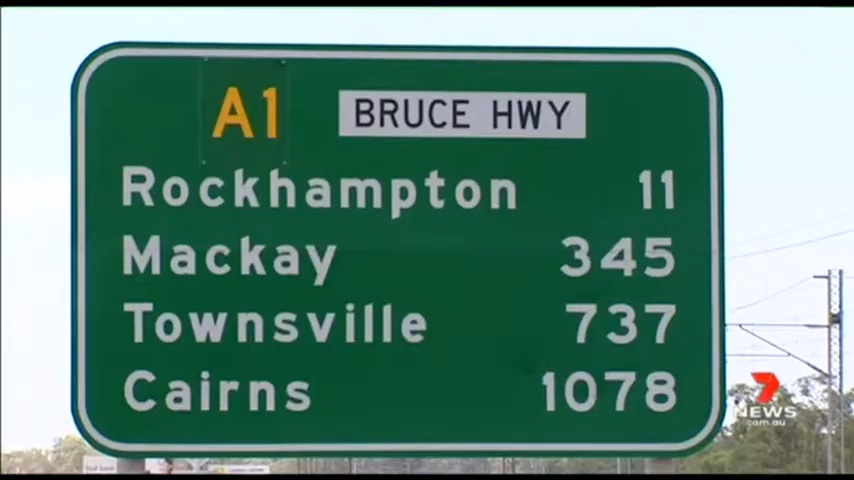 A1 BRUCE HWY
Rockhampton 11
Mackay 345
Townsville 737
Cairns 1078
7
NEWS
com.au